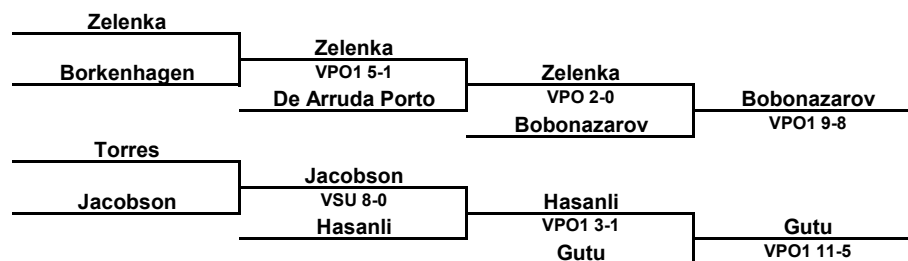 Zelenka
Zelenka
Borkenhagen
VPO1 5-1
Zelenka
De Arruda Porto
VPO 2-0
Bobonazarov
Bobonazarov
VPO1 9-8
Torres
Jacobson
Jacobson
VSU 8-0
Hasanli
Hasanli
VPO1 3-1
Gutu
Gutu
VPO1 11-5